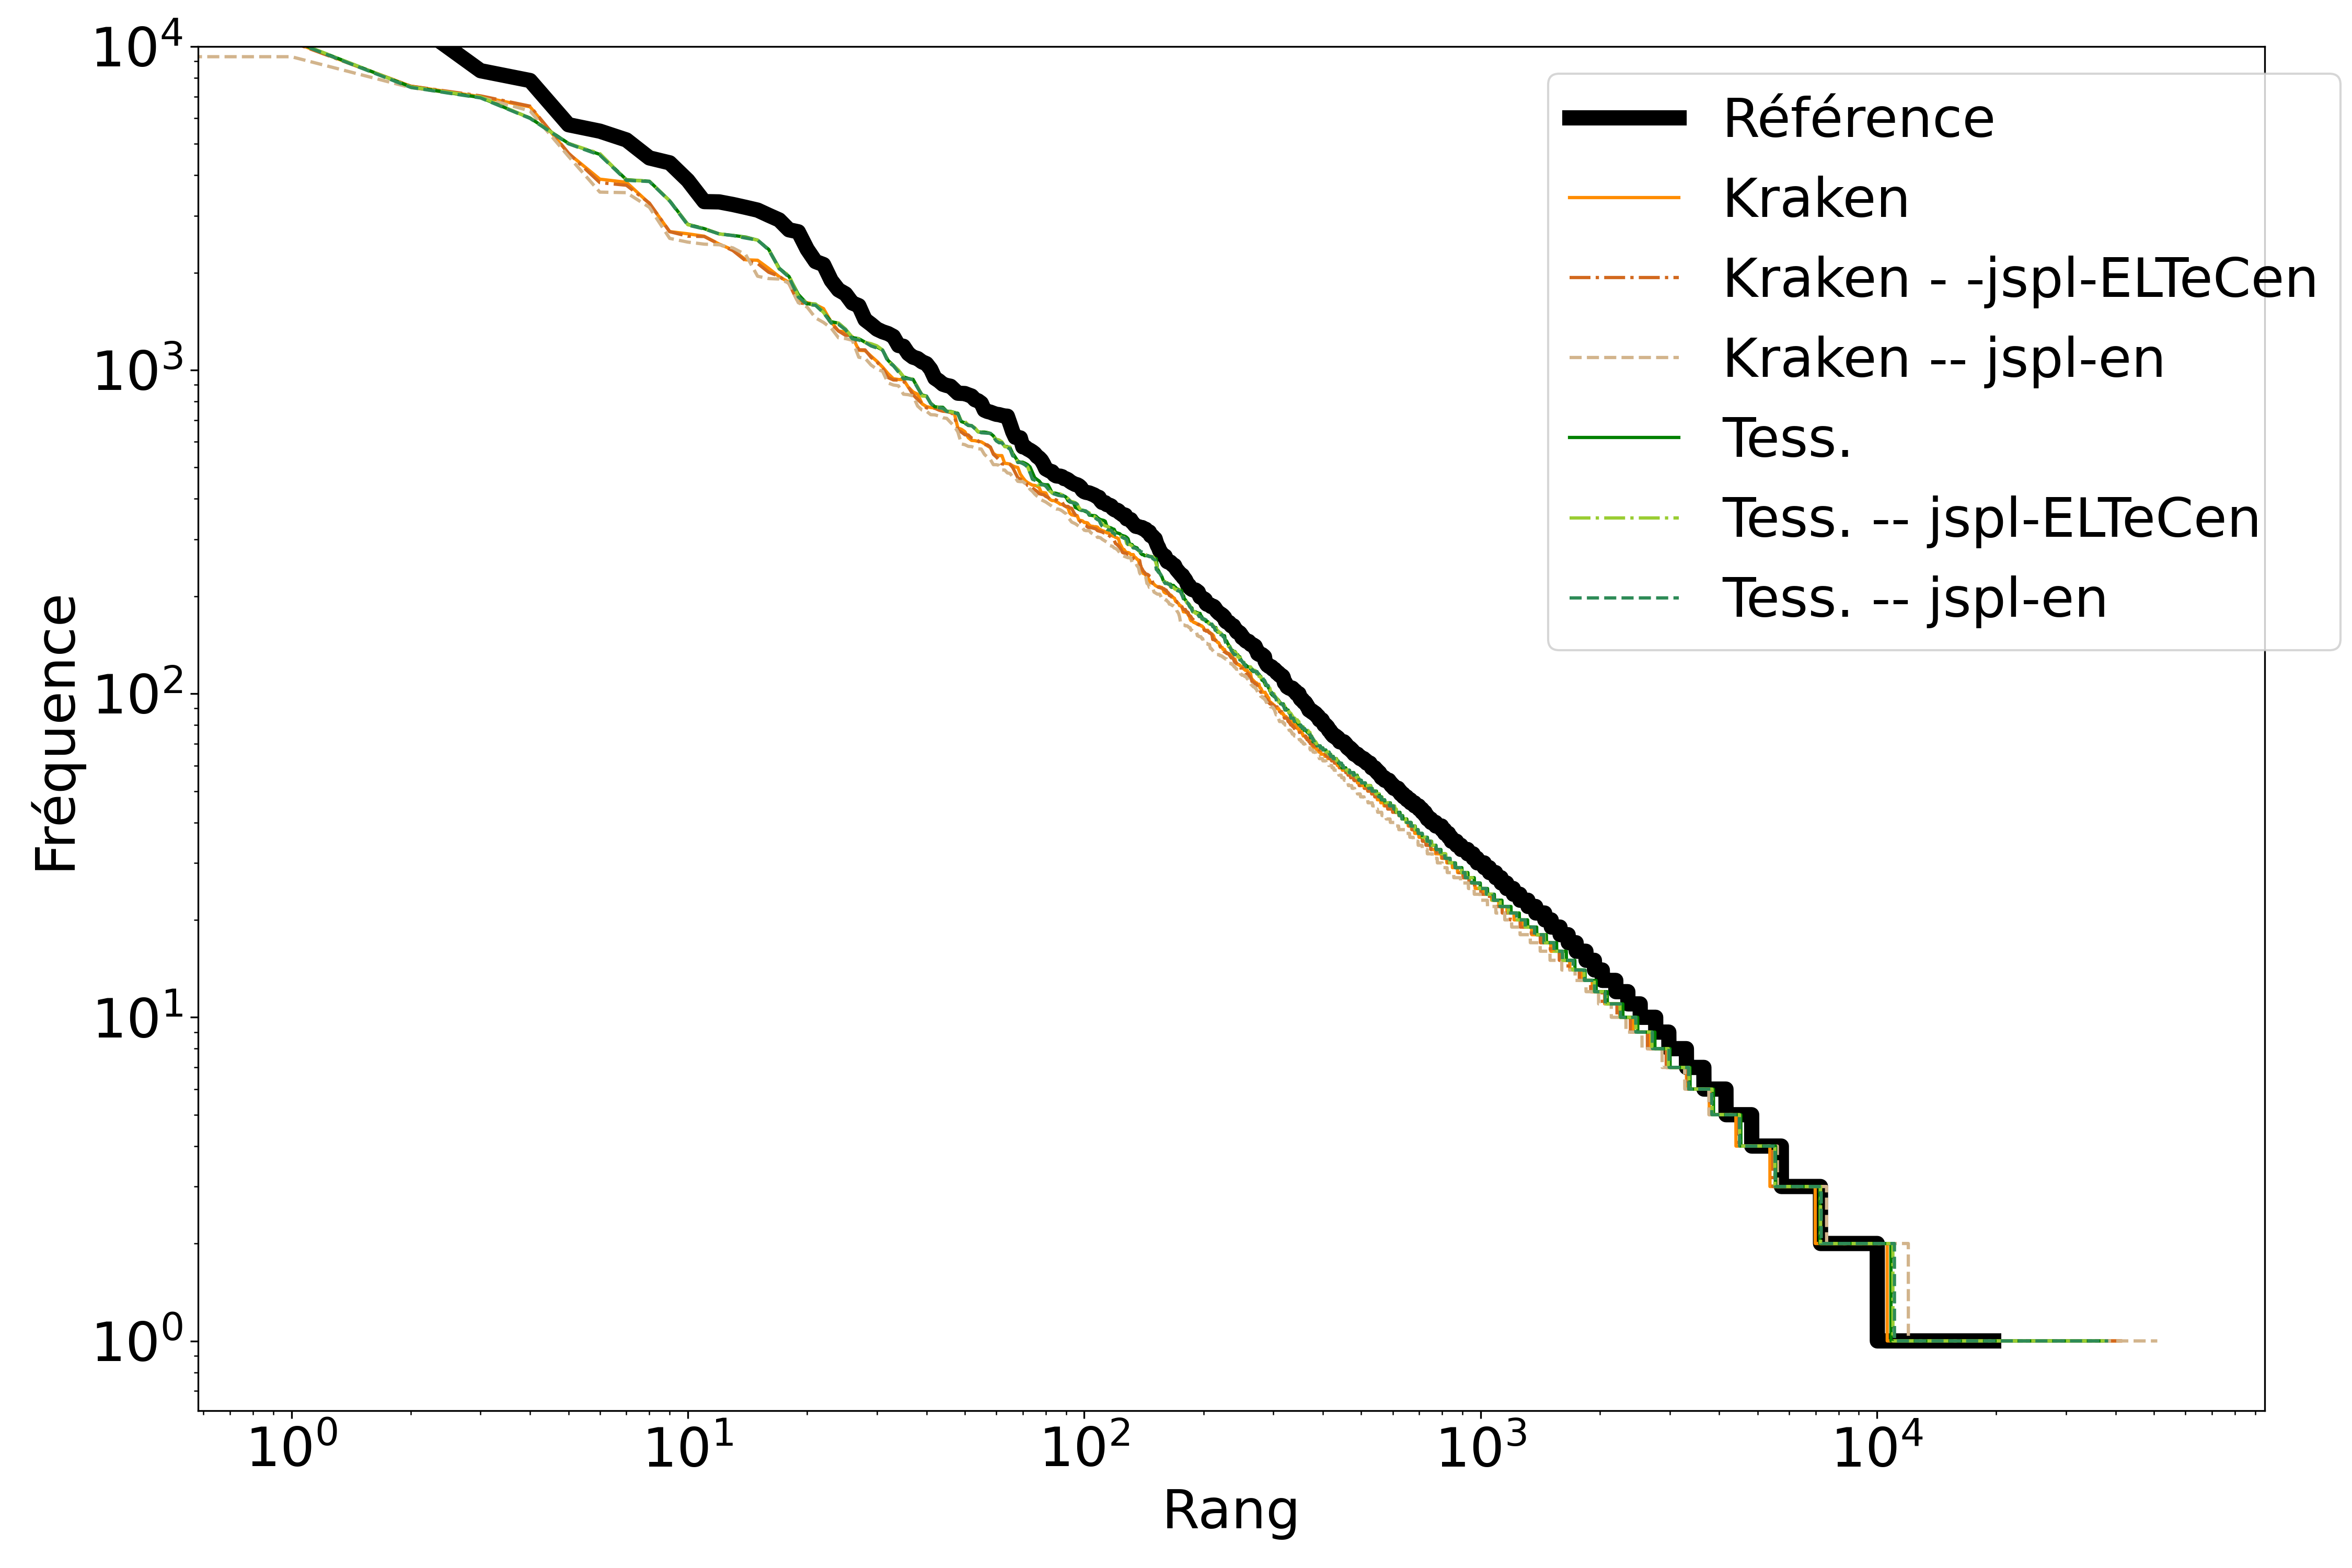 10⁴
10³
10²
10¹
10⁰
Fréquence
10⁰ 10¹ 10² 10³ 10⁴
Rang
Référence
Kraken
Kraken - -jspl-ELTeCen
Kraken -- jspl-en
Tess.
Tess. -- jspl-ELTeCen
Tess. -- jspl-en